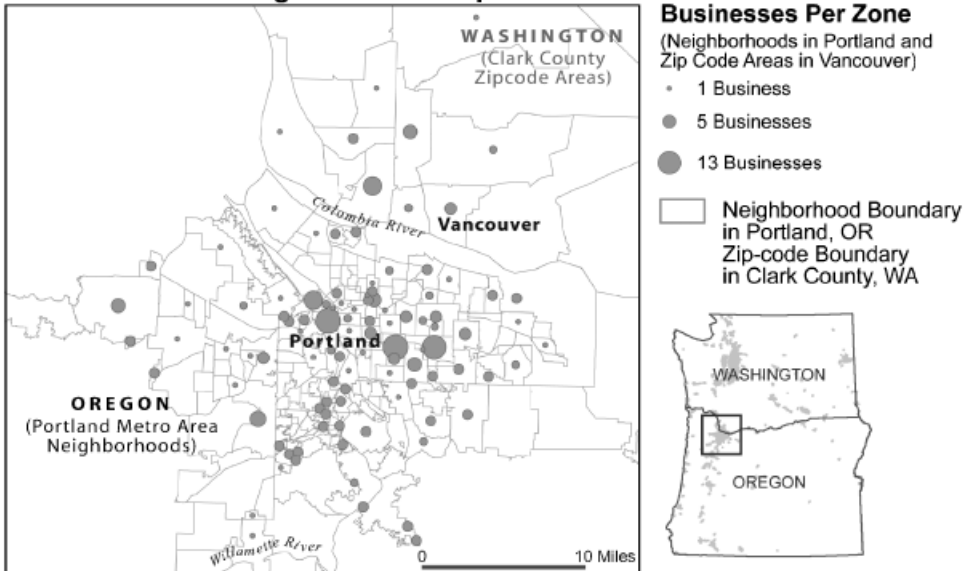 WASHINGTON
(Clark County
Zipcode Areas)
Columbia River
Vancouver
Portland
OREGON
(Portland Metro Area
Neighborhoods)
Willamette River
0 10 Miles
Businesses Per Zone
(Neighborhoods in Portland and
Zip Code Areas in Vancouver)
1 Business
5 Businesses
13 Businesses
Neighborhood Boundary
in Portland, OR
Zip-code Boundary
in Clark County, WA
WASHINGTON
OREGON